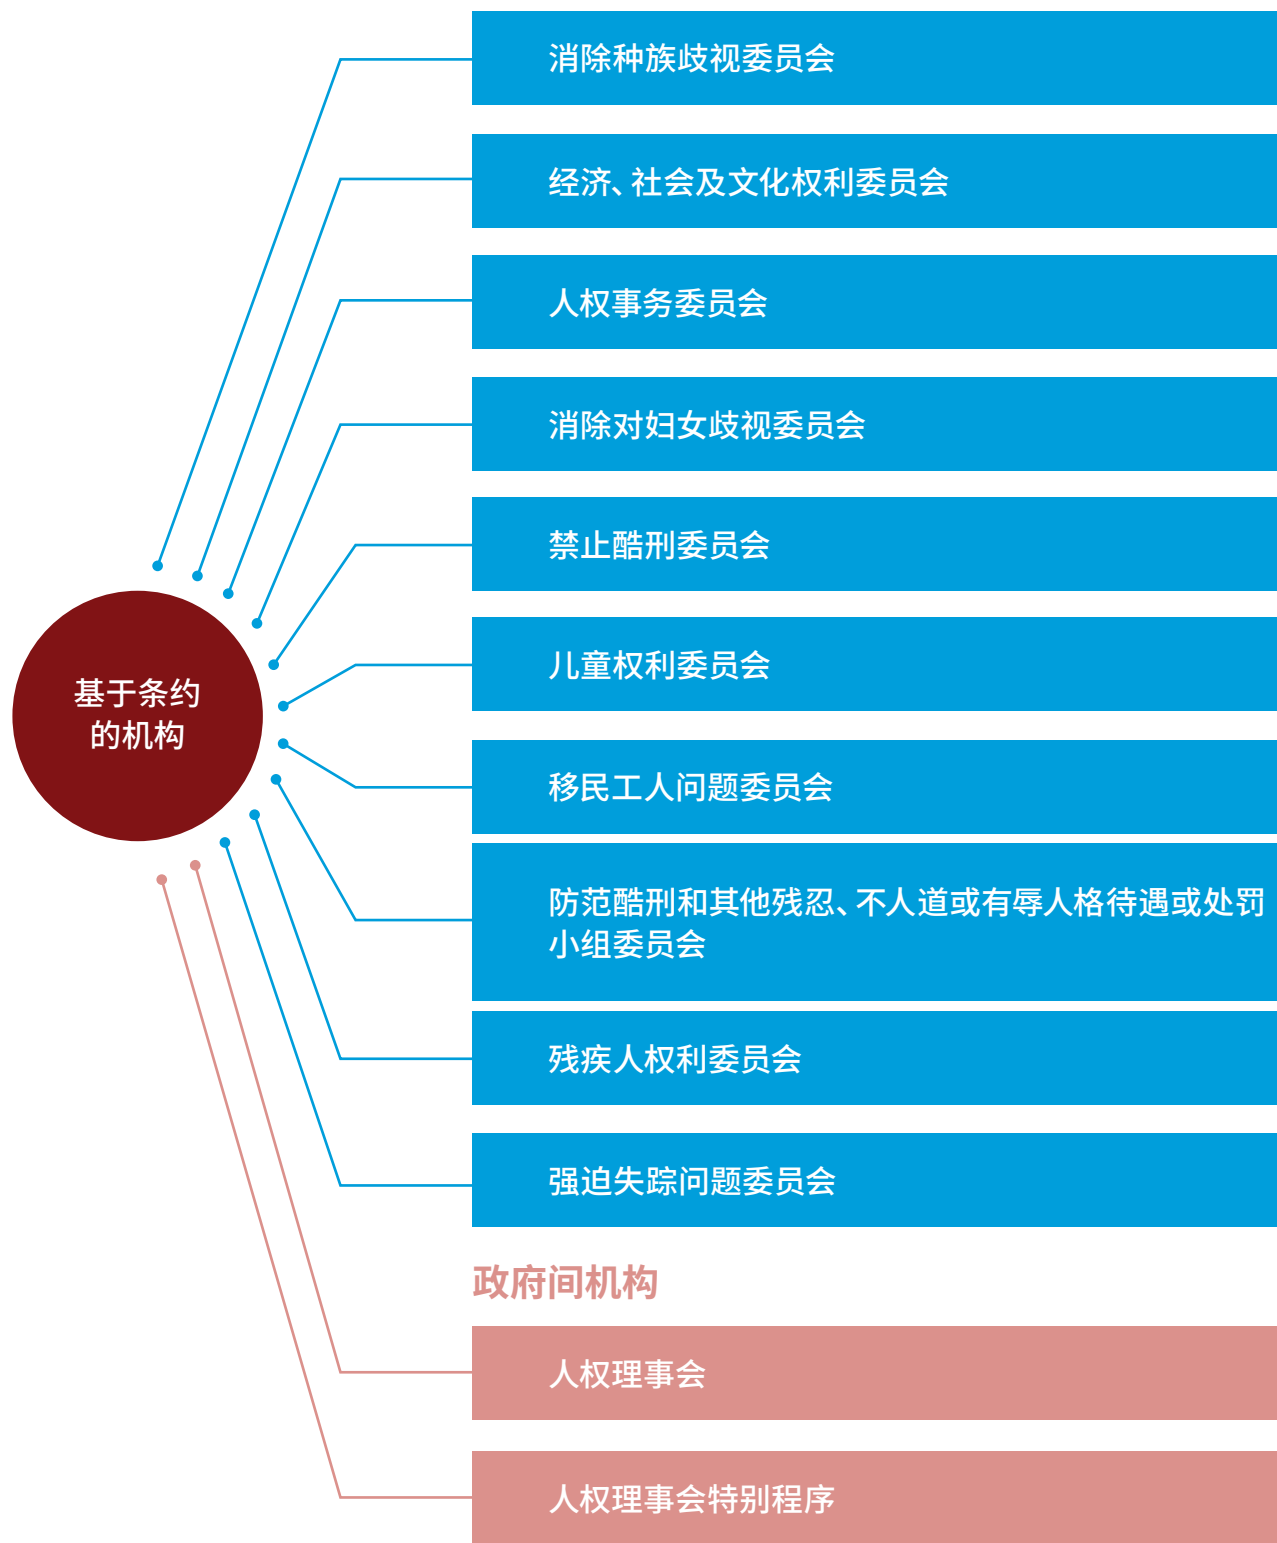 消除种族歧视委员会
经济、社会及文化权利委员会
人权事务委员会
消除对妇女歧视委员会
禁止酷刑委员会
儿童权利委员会
基于条约
的机构
移民工人问题委员会
防范酷刑和其他残忍、不人道或有辱人格待遇或处罚
小组委员会
残疾人权利委员会
强迫失踪问题委员会
政府间机构
人权理事会
人权理事会特别程序